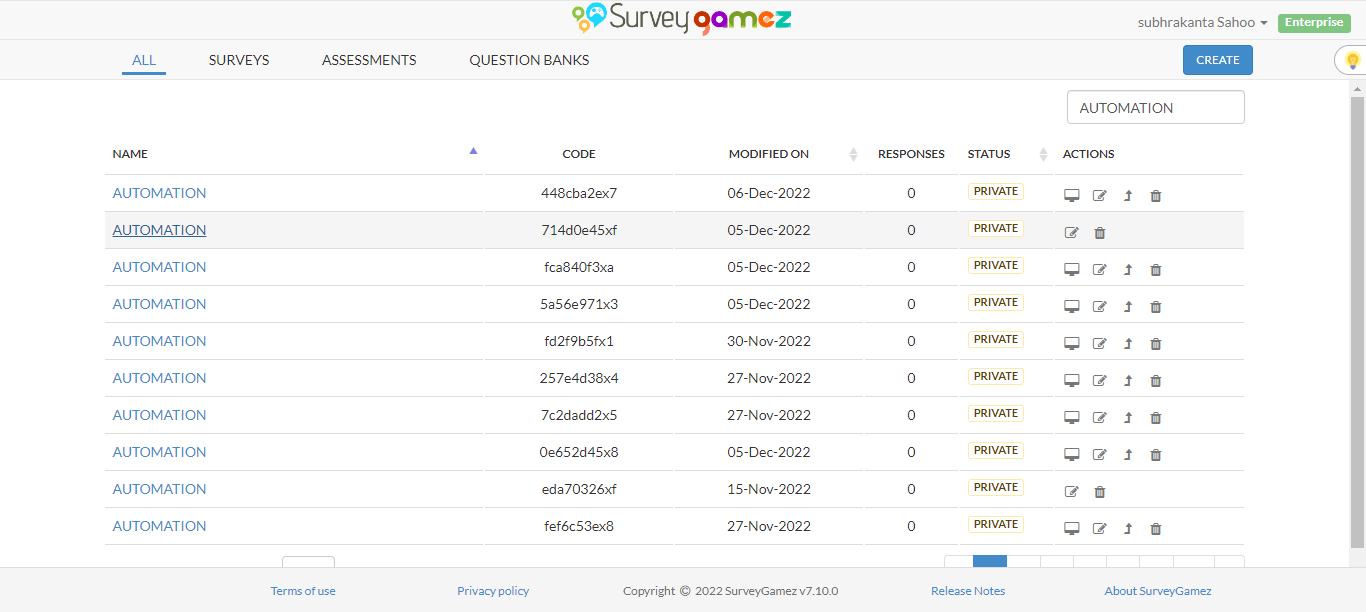 Survey gamez
subhrakanta Sahoo Enterprise
ALL SURVEYS ASSESSMENTS QUESTION BANKS CREATE
AUTOMATION
NAME CODE MODIFIED ON RESPONSES STATUS ACTIONS
AUTOMATION 448cba2ex7 06-Dec-2022 0 PRIVATE
AUTOMATION 714d0e45xf 05-Dec-2022 0 PRIVATE
AUTOMATION fca840f3xa 05-Dec-2022 0 PRIVATE
AUTOMATION 5a56e971x3 05-Dec-2022 0 PRIVATE
AUTOMATION fd2f9b5fx1 30-Nov-2022 0 PRIVATE
AUTOMATION 257e4d38x4 27-Nov-2022 0 PRIVATE
AUTOMATION 7c2dadd2x5 27-Nov-2022 0 PRIVATE
AUTOMATION 0e652d45x8 05-Dec-2022 0 PRIVATE
AUTOMATION eda70326xf 15-Nov-2022 0 PRIVATE
AUTOMATION fef6c53ex8 27-Nov-2022 0 PRIVATE
Terms of use Privacy policy Copyright © 2022 SurveyGamez v7.10.0 Release Notes About SurveyGamez